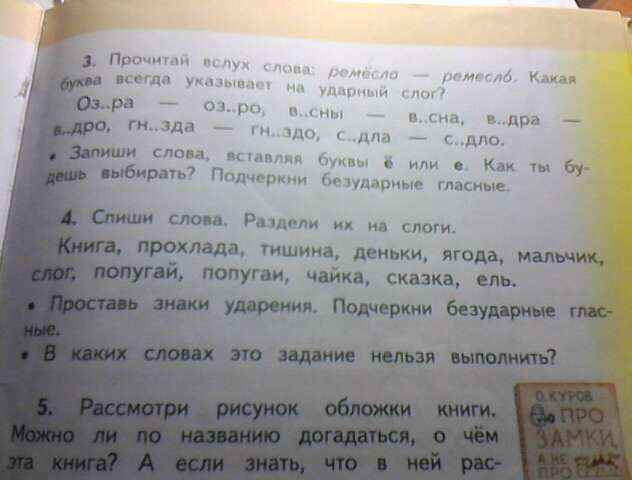 3. Прочитай вслух слова: ремёсла — ремесло́. Какая
буква всегда указывает на ударный слог?
Оз..ра — оз..ро, в..сны — в..сна, в..дра —
в..дро, гн..зда — гн..здо, с..дла — с..дло.
• Запиши слова, вставляя буквы ё или е. Как ты бу-
дешь выбирать? Подчеркни безударные гласные.
4. Спиши слова. Раздели их на слоги.
Книга, прохлада, тишина, деньки, ягода, мальчик,
слог, попугай, попугаи, чайка, сказка, ель.
• Проставь знаки ударения. Подчеркни безударные глас-
ные.
• В каких словах это задание нельзя выполнить?
5. Рассмотри рисунок обложки книги.
Можно ли по названию догадаться, о чём
эта книга? А если знать, что в ней рас-
О.КУРОВ
ПРО
ЗАМКИ,
А НЕ
ПРО